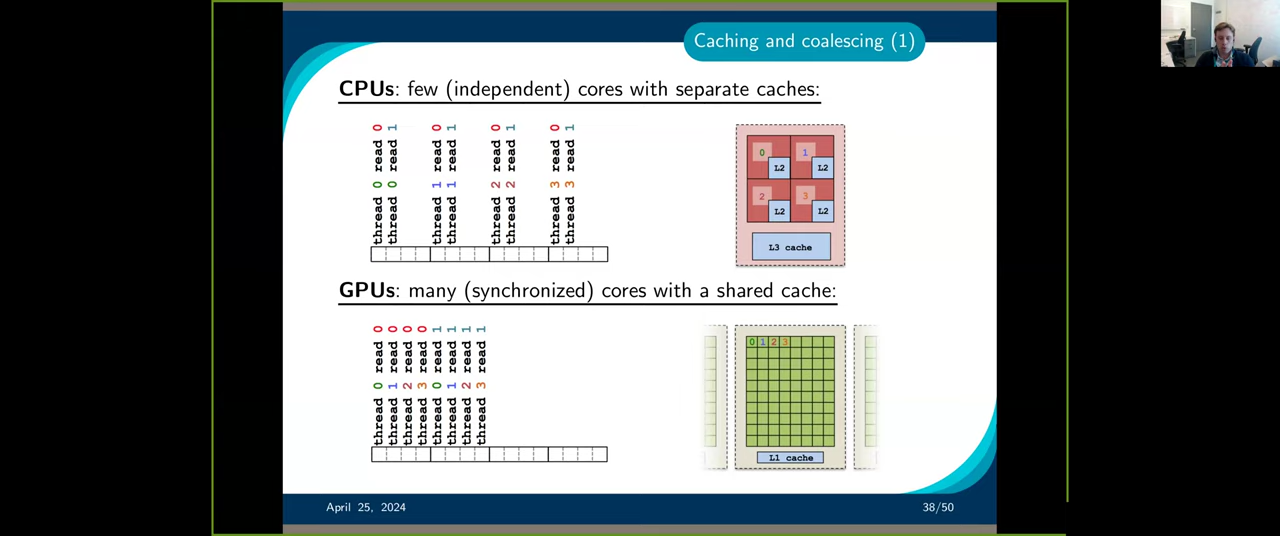 Caching and coalescing (1)
CPUs: few (independent) cores with separate caches:
thread 0 read 0
thread 0 read 1
thread 1 read 0
thread 1 read 1
thread 2 read 0
thread 2 read 1
thread 3 read 0
thread 3 read 1
0
L2
1
L2
2
L2
3
L2
L3 cache
GPUs: many (synchronized) cores with a shared cache:
thread 0 read 0
thread 1 read 0
thread 2 read 0
thread 3 read 0
thread 0 read 1
thread 1 read 1
thread 2 read 1
thread 3 read 1
0 1 2 3
L1 cache
April 25, 2024
38/50